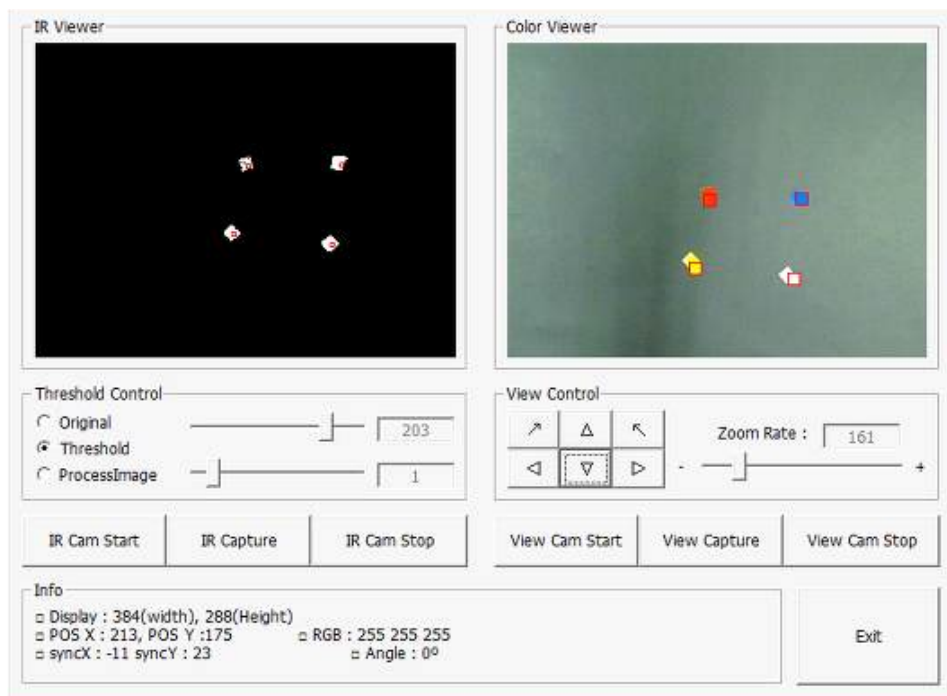 IR Viewer
Color Viewer
Threshold Control
Original
203
Threshold
ProcessImage
1
View Control
Zoom Rate :
161
-
+
IR Cam Start
IR Capture
IR Cam Stop
View Cam Start
View Capture
View Cam Stop
Info
□ Display : 384(width), 288(Height)
□ POS X : 213, POS Y :175 □ RGB : 255 255 255
□ syncX : -11 syncY : 23 □ Angle : 0º
Exit